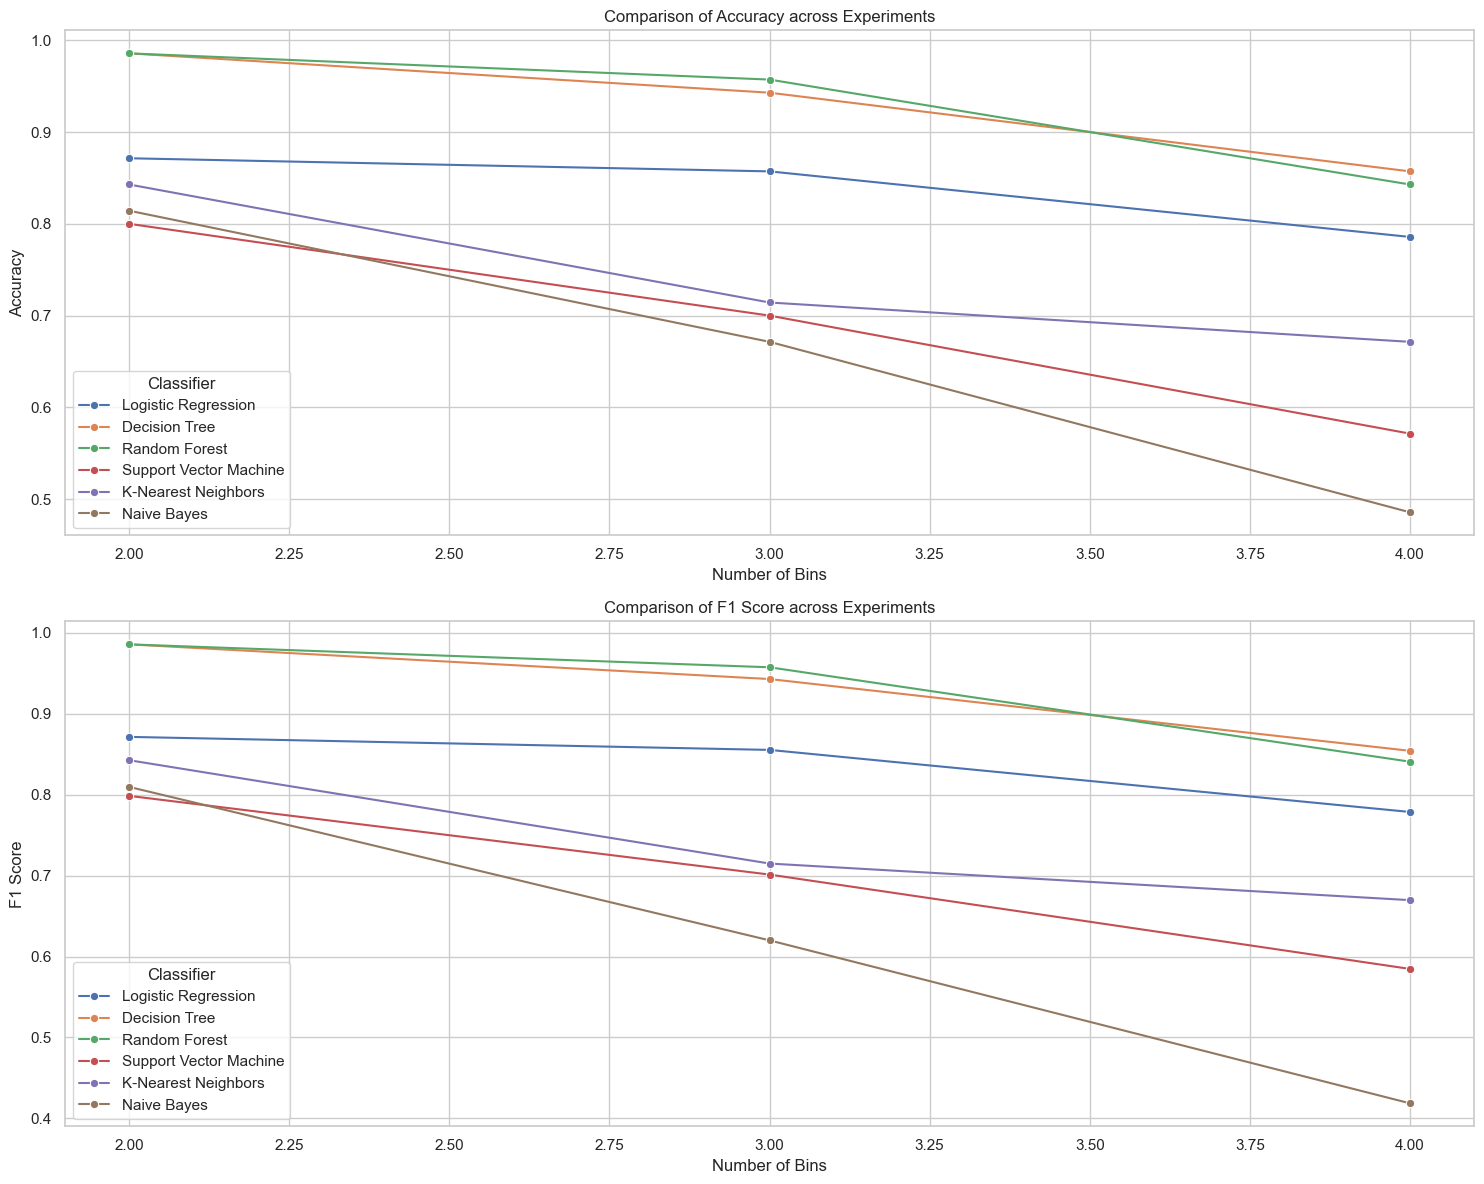 Comparison of Accuracy across Experiments
1.0
0.9
0.8
0.7
0.6
0.5
Accuracy
Classifier
Logistic Regression
Decision Tree
Random Forest
Support Vector Machine
K-Nearest Neighbors
Naive Bayes
2.00 2.25 2.50 2.75 3.00 3.25 3.50 3.75 4.00
Number of Bins
Comparison of F1 Score across Experiments
1.0
0.9
0.8
0.7
0.6
0.5
0.4
F1 Score
Classifier
Logistic Regression
Decision Tree
Random Forest
Support Vector Machine
K-Nearest Neighbors
Naive Bayes
2.00 2.25 2.50 2.75 3.00 3.25 3.50 3.75 4.00
Number of Bins